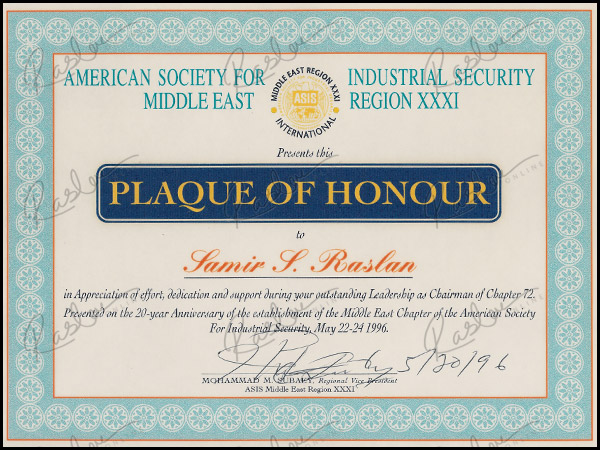 AMERICAN SOCIETY FOR INDUSTRIAL SECURITY
MIDDLE EAST REGION XXXI
MIDDLE EAST REGION XXXI
ASIS
INTERNATIONAL
Presents this
PLAQUE OF HONOUR
to
Samir S. Raslan
in Appreciation of effort, dedication and support during your outstanding Leadership as Chairman of Chapter 72.
Presented on the 20-year Anniversary of the establishment of the Middle East Chapter of the American Society
For Industrial Security, May 22-24 1996.
5/20/96
MOHAMMAD M. SUBAEY, Regional Vice President
ASIS Middle East Region XXXI
Raslan
ONLINE